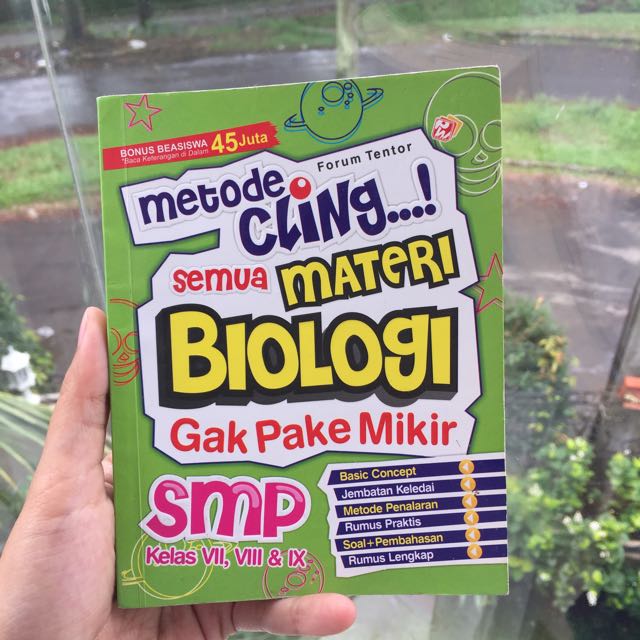 BONUS BEASISWA 45 Juta
*Baca Keterangan di Dalam
Forum Tentor
metode
CLiNg...!
semua mATeRi
BIOLOGI
Gak Pake Mikir
smp
Kelas VII, VIII & IX
Basic Concept
Jembatan Keledai
Metode Penalaran
Rumus Praktis
Soal+Pembahasan
Rumus Lengkap